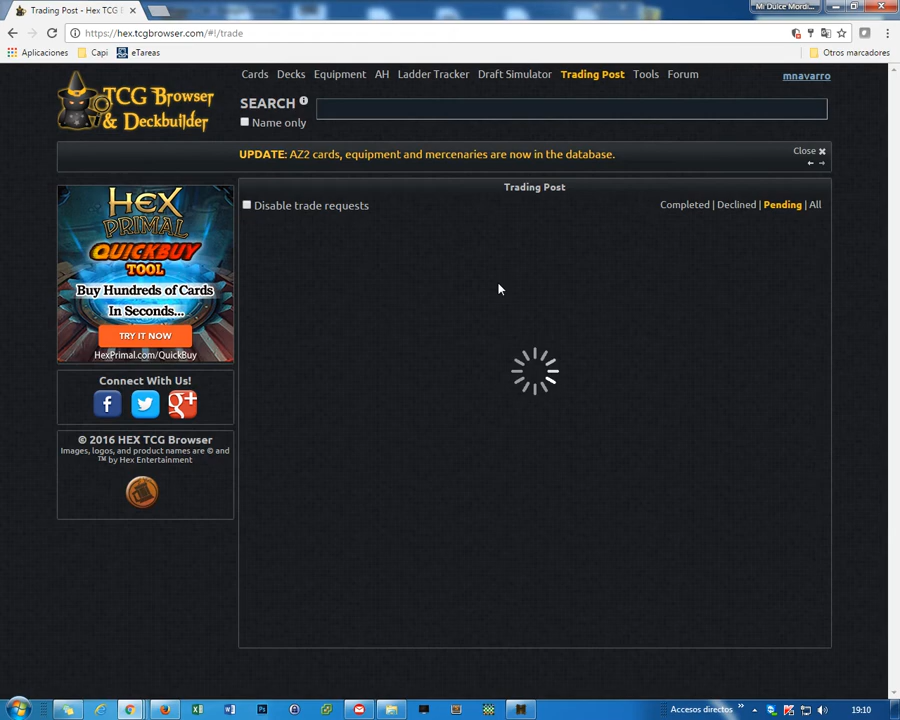 Trading Post - Hex TCG
Mi Dulce Mordi...
https://hex.tcgbrowser.com/#!/trade
Aplicaciones
Capi
eTareas
Otros marcadores
TCG Browser
& Deckbuilder
Cards
Decks
Equipment
AH
Ladder Tracker
Draft Simulator
Trading Post
Tools
Forum
mnavarro
SEARCH
Name only
UPDATE: AZ2 cards, equipment and mercenaries are now in the database.
Close
HEX
PRIMAL
QUICKBUY
TOOL
Buy Hundreds of Cards
In Seconds...
TRY IT NOW
HexPrimal.com/QuickBuy
Trading Post
Disable trade requests
Completed | Declined | Pending | All
Connect With Us!
© 2016 HEX TCG Browser
Images, logos, and product names are © and
™ by Hex Entertainment
Accesos directos
19:10